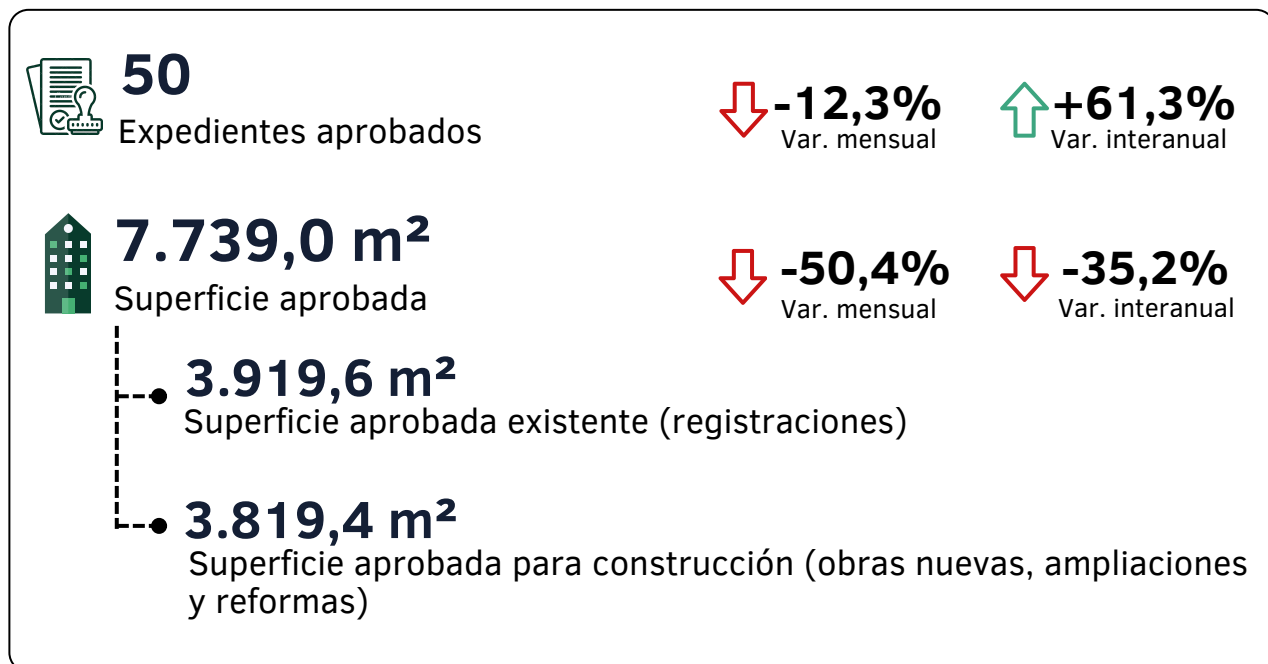 50
Expedientes aprobados
-12,3%
Var. mensual
+61,3%
Var. interanual
7.739,0 m²
Superficie aprobada
-50,4%
Var. mensual
-35,2%
Var. interanual
3.919,6 m²
Superficie aprobada existente (registraciones)
3.819,4 m²
Superficie aprobada para construcción (obras nuevas, ampliaciones
y reformas)